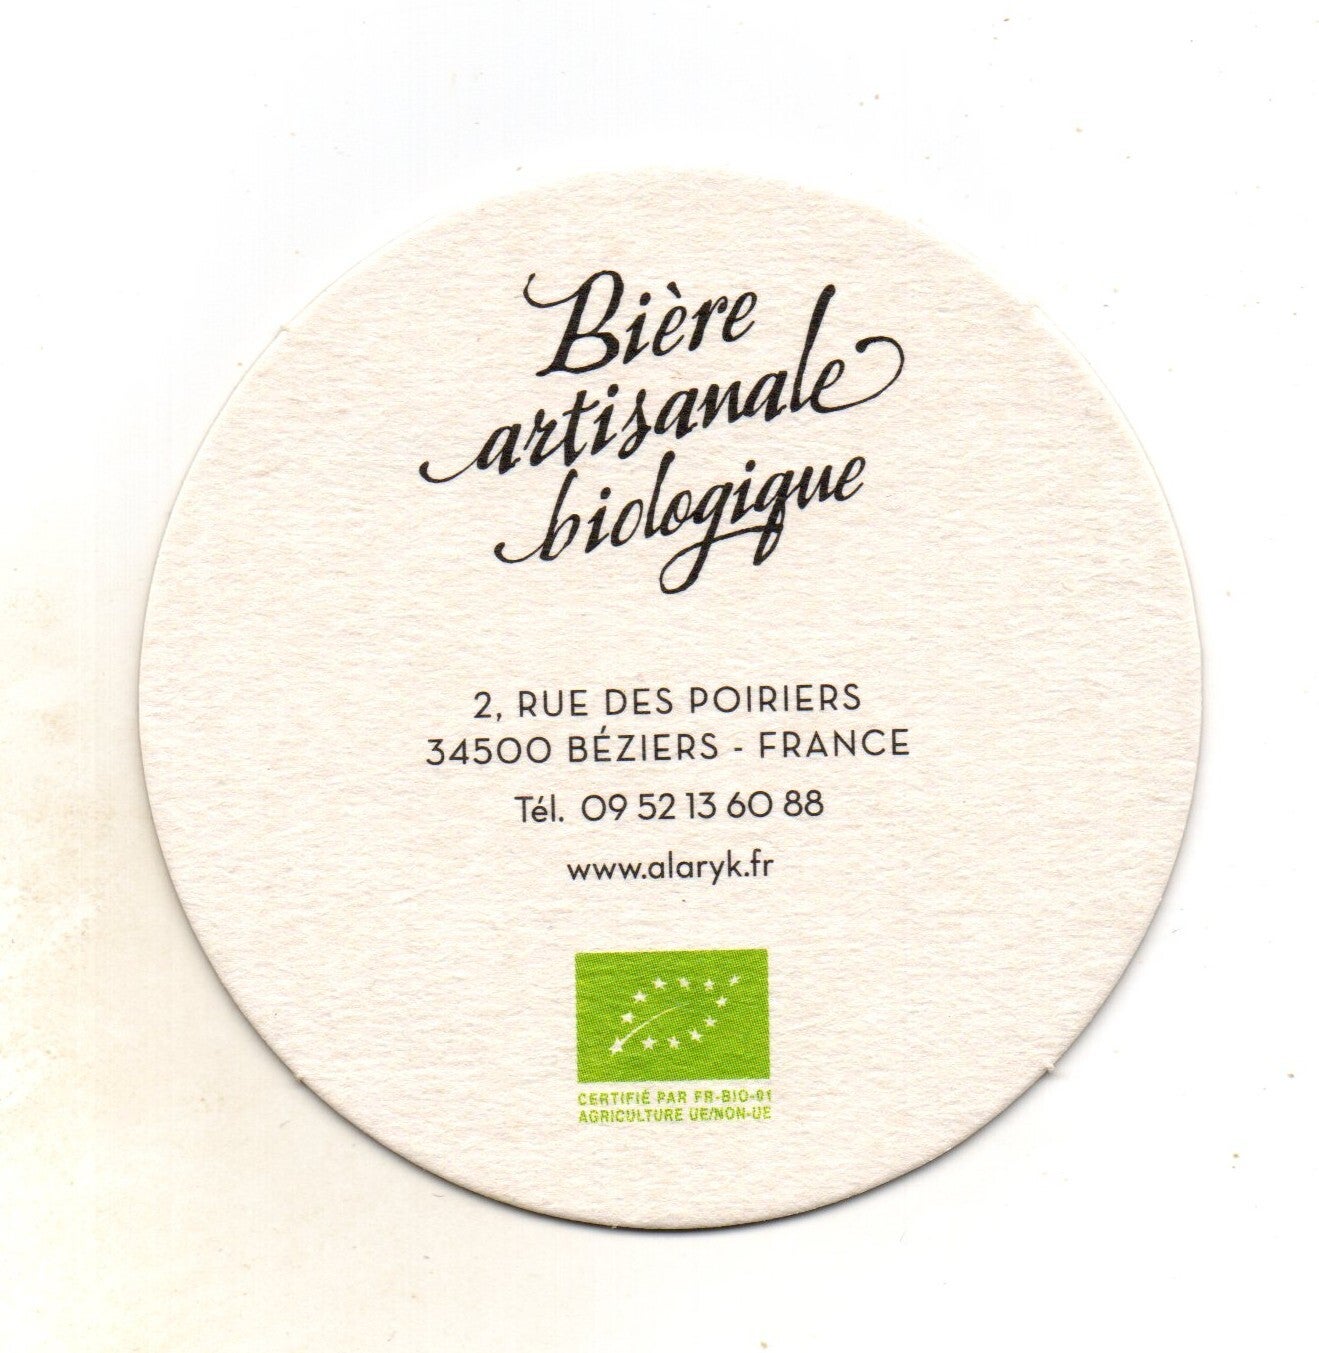 Bière
artisanale
biologique
2, RUE DES POIRIERS
34500 BÉZIERS - FRANCE
Tél. 09 52 13 60 88
www.alaryk.fr
CERTIFIÉ PAR FR-BIO-01
AGRICULTURE UE/NON-UE